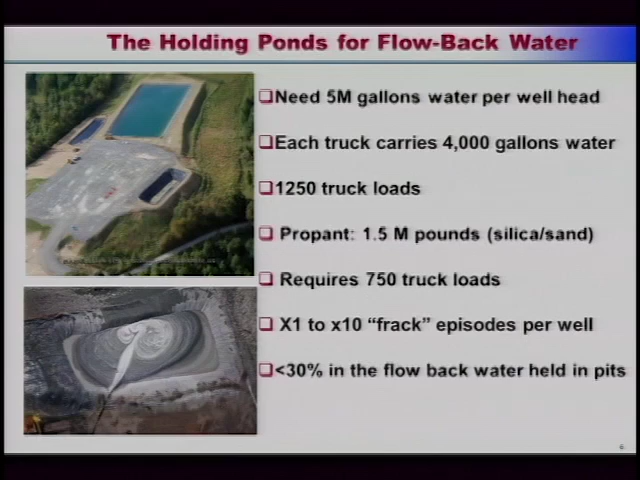 The Holding Ponds for Flow-Back Water
Need 5M gallons water per well head
Each truck carries 4,000 gallons water
1250 truck loads
Propant: 1.5 M pounds (silica/sand)
Requires 750 truck loads
X1 to x10 “frack” episodes per well
<30% in the flow back water held in pits
6